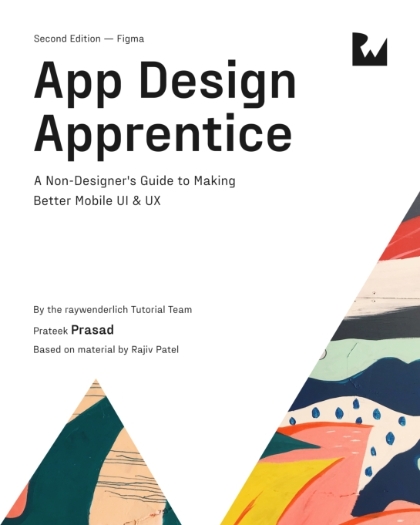 Second Edition — Figma
App Design
Apprentice
A Non-Designer's Guide to Making
Better Mobile UI & UX
By the raywenderlich Tutorial Team
Prateek Prasad
Based on material by Rajiv Patel